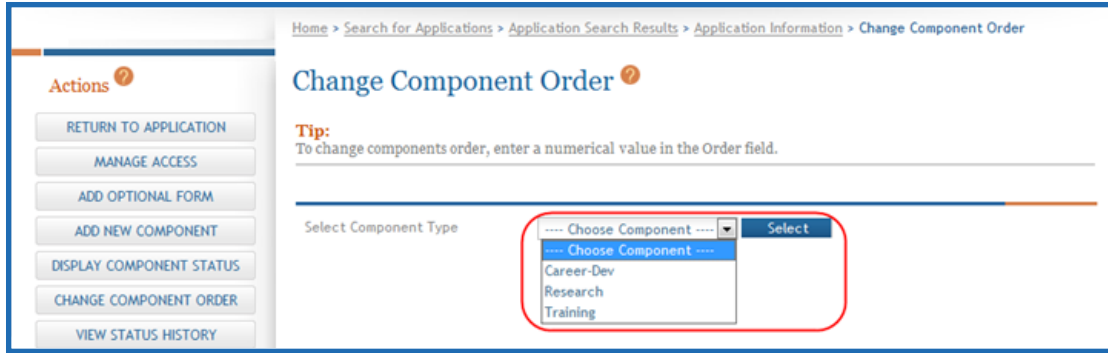 Home > Search for Applications > Application Search Results > Application Information > Change Component Order
Actions ?
RETURN TO APPLICATION
MANAGE ACCESS
ADD OPTIONAL FORM
ADD NEW COMPONENT
DISPLAY COMPONENT STATUS
CHANGE COMPONENT ORDER
VIEW STATUS HISTORY
Change Component Order ?
Tip:
To change components order, enter a numerical value in the Order field.
Select Component Type
---- Choose Component ----
Select
---- Choose Component ----
Career-Dev
Research
Training